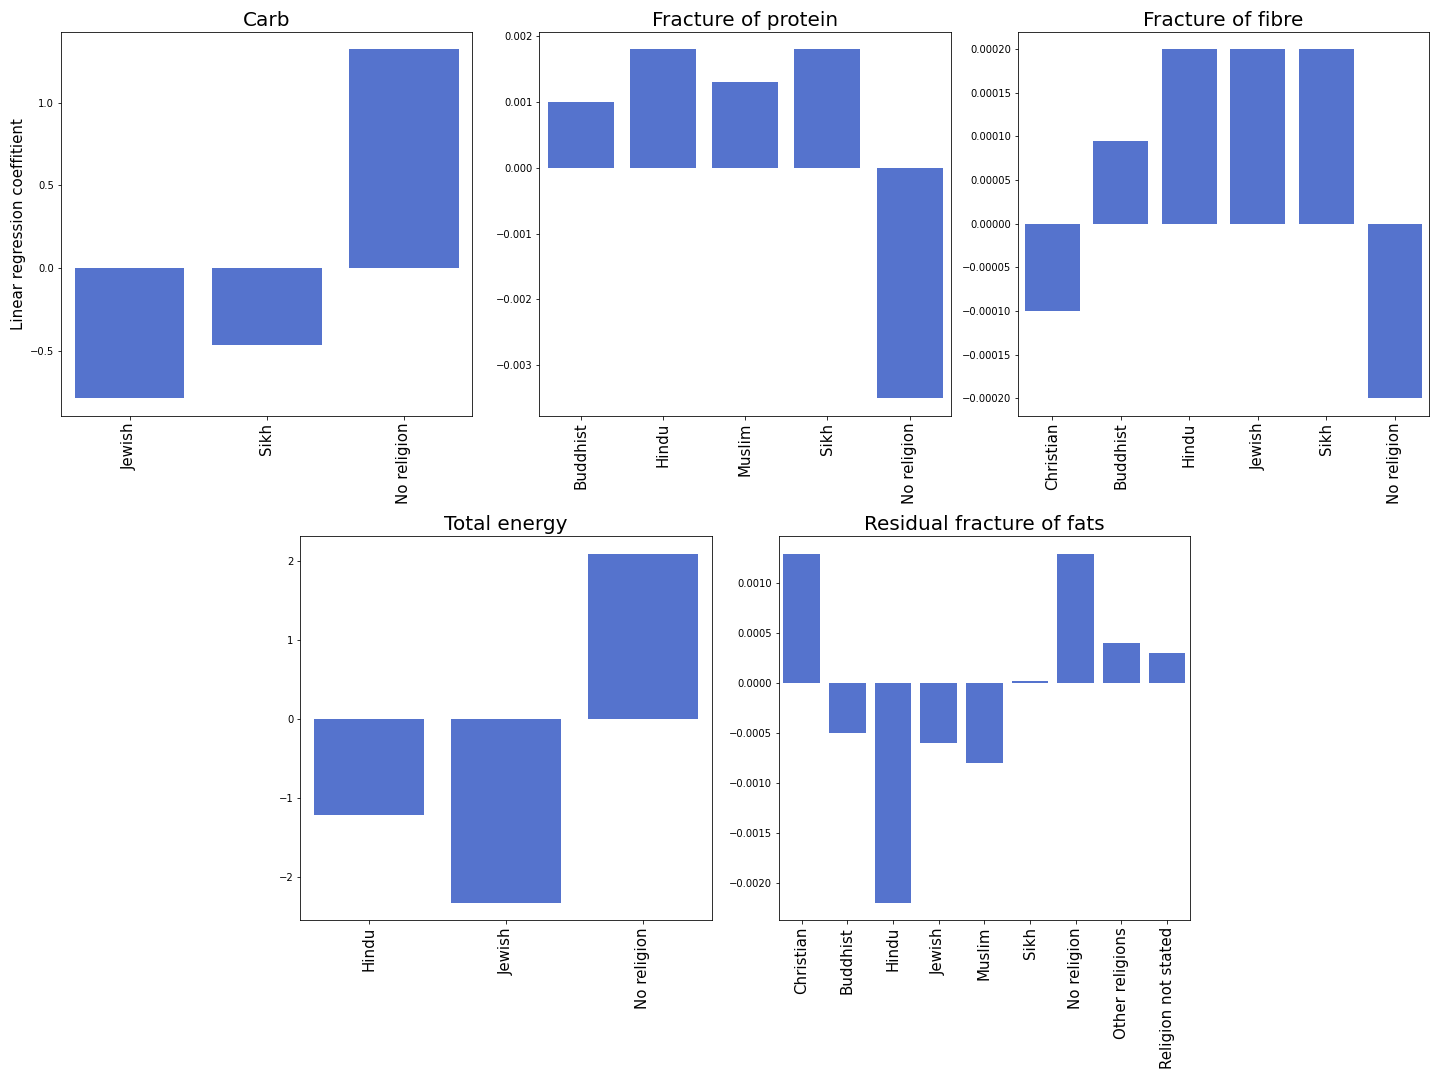 Carb
Fracture of protein
Fracture of fibre
Linear regression coeffitient
1.0
0.5
0.0
−0.5
Jewish
Sikh
No religion
0.002
0.001
0.000
−0.001
−0.002
−0.003
Buddhist
Hindu
Muslim
Sikh
No religion
0.00020
0.00015
0.00010
0.00005
0.00000
−0.00005
−0.00010
−0.00015
−0.00020
Christian
Buddhist
Hindu
Jewish
Sikh
No religion
Total energy
Residual fracture of fats
2
1
0
−1
−2
Hindu
Jewish
No religion
0.0010
0.0005
0.0000
−0.0005
−0.0010
−0.0015
−0.0020
Christian
Buddhist
Hindu
Jewish
Muslim
Sikh
No religion
Other religions
Religion not stated